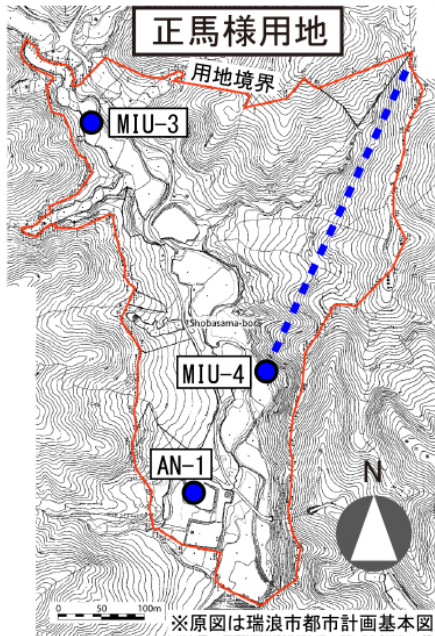 正馬様用地
用地境界
MIU-3
Shobasama-bora
MIU-4
AN-1
N
0 50 100m
※原図は瑞浪市都市計画基本図